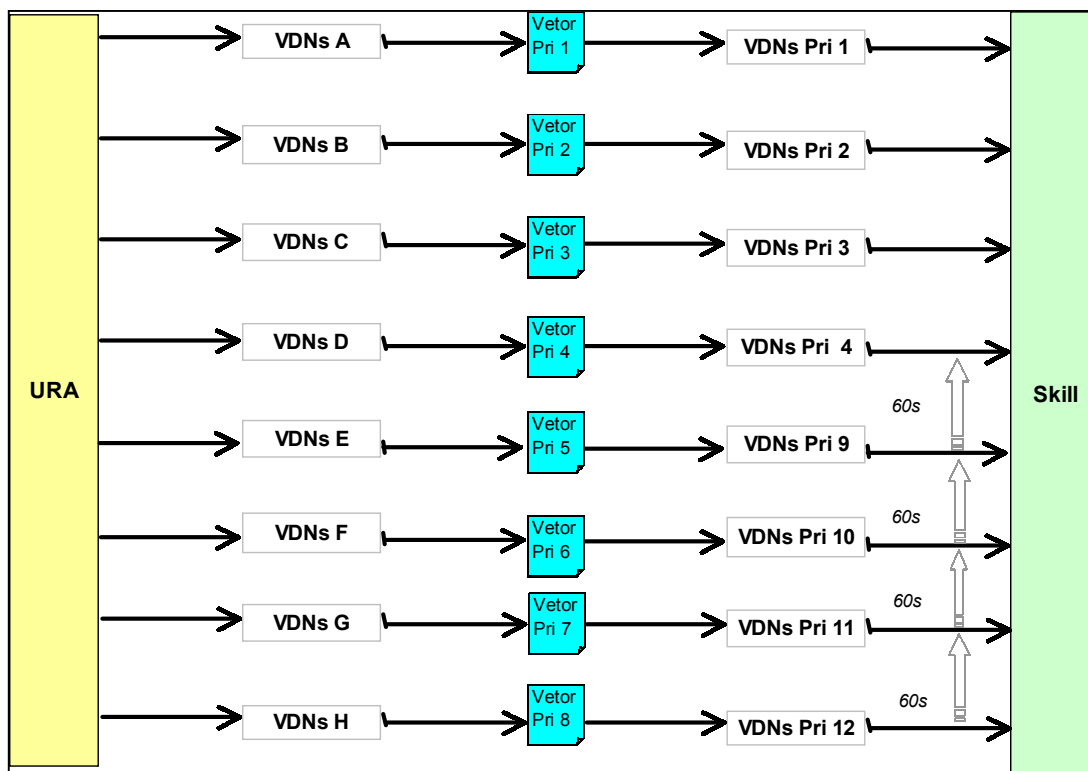 VDNs A
Vetor
Pri 1
VDNs Pri 1
VDNs B
Vetor
Pri 2
VDNs Pri 2
VDNs C
Vetor
Pri 3
VDNs Pri 3
VDNs D
Vetor
Pri 4
VDNs Pri  4
URA
Skill
60s
VDNs E
Vetor
Pri 5
VDNs Pri 9
60s
VDNs F
Vetor
Pri 6
VDNs Pri 10
60s
VDNs G
Vetor
Pri 7
VDNs Pri 11
60s
VDNs H
Vetor
Pri 8
VDNs Pri 12